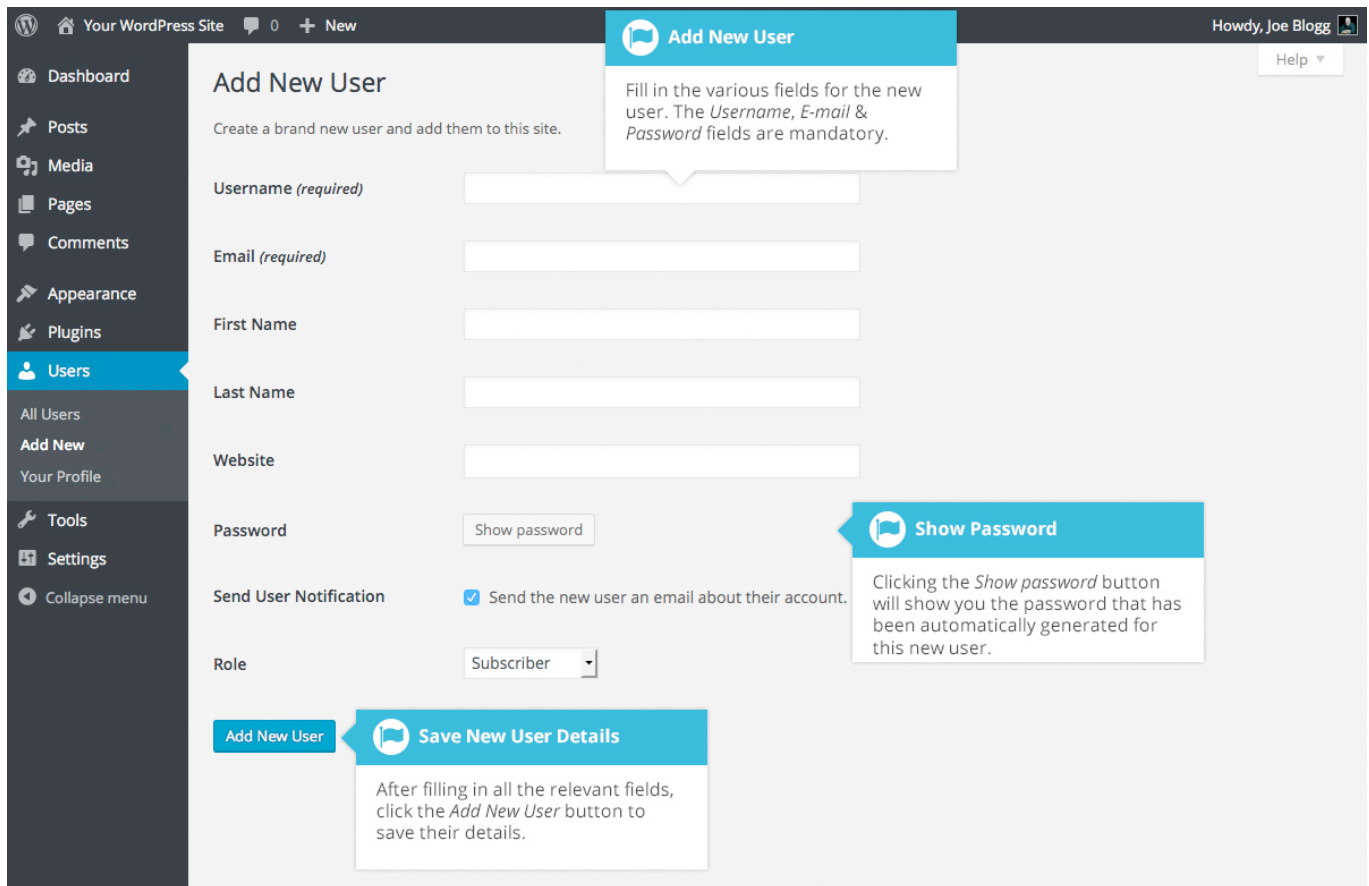 Your WordPress Site 0 + New
Howdy, Joe Blogg
Help
Dashboard
Posts
Media
Pages
Comments
Appearance
Plugins
Users
All Users
Add New
Your Profile
Tools
Settings
Collapse menu
Add New User
Create a brand new user and add them to this site.
Add New User
Fill in the various fields for the new
user. The Username, E-mail &
Password fields are mandatory.
Username (required)
Email (required)
First Name
Last Name
Website
Password Show password
Show Password
Clicking the Show password button
will show you the password that has
been automatically generated for
this new user.
Send User Notification Send the new user an email about their account.
Role Subscriber
Add New User
Save New User Details
After filling in all the relevant fields,
click the Add New User button to
save their details.